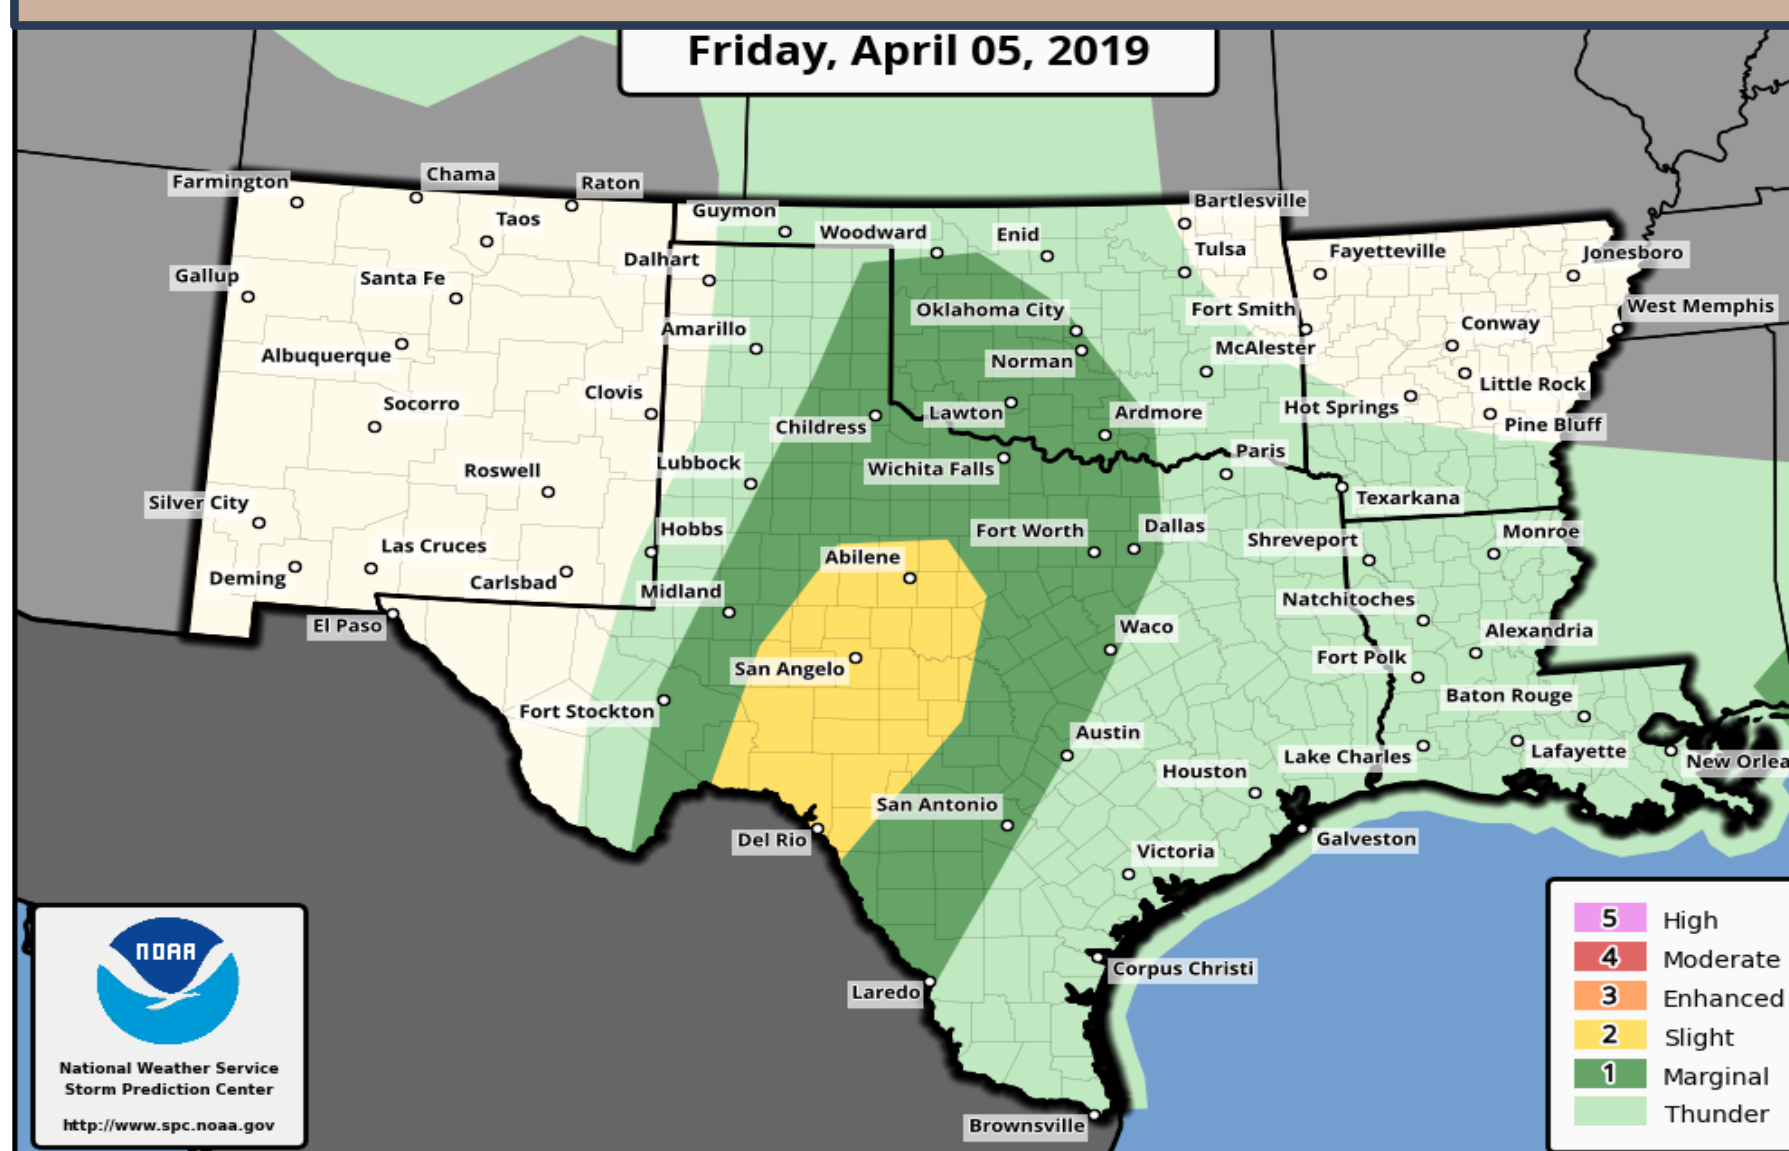 Friday, April 05, 2019
Farmington
Chama
Raton
Taos
Guymon
Bartlesville
Woodward
Enid
Gallup
Santa Fe
Dalhart
Tulsa
Fayetteville
Jonesboro
Oklahoma City
Fort Smith
West Memphis
Albuquerque
Amarillo
Norman
McAlester
Conway
Socorro
Clovis
Childress
Lawton
Ardmore
Hot Springs
Little Rock
Pine Bluff
Roswell
Lubbock
Wichita Falls
Paris
Silver City
Texarkana
Las Cruces
Hobbs
Fort Worth
Dallas
Shreveport
Monroe
Deming
Carlsbad
Midland
Abilene
Natchitoches
El Paso
San Angelo
Waco
Fort Polk
Alexandria
Fort Stockton
Baton Rouge
Austin
Houston
Lake Charles
Lafayette
New Orlea
San Antonio
Del Rio
Galveston
Victoria
Corpus Christi
Laredo
Brownsville
NOAA
National Weather Service
Storm Prediction Center
http://www.spc.noaa.gov
5 High
4 Moderate
3 Enhanced
2 Slight
1 Marginal
Thunder